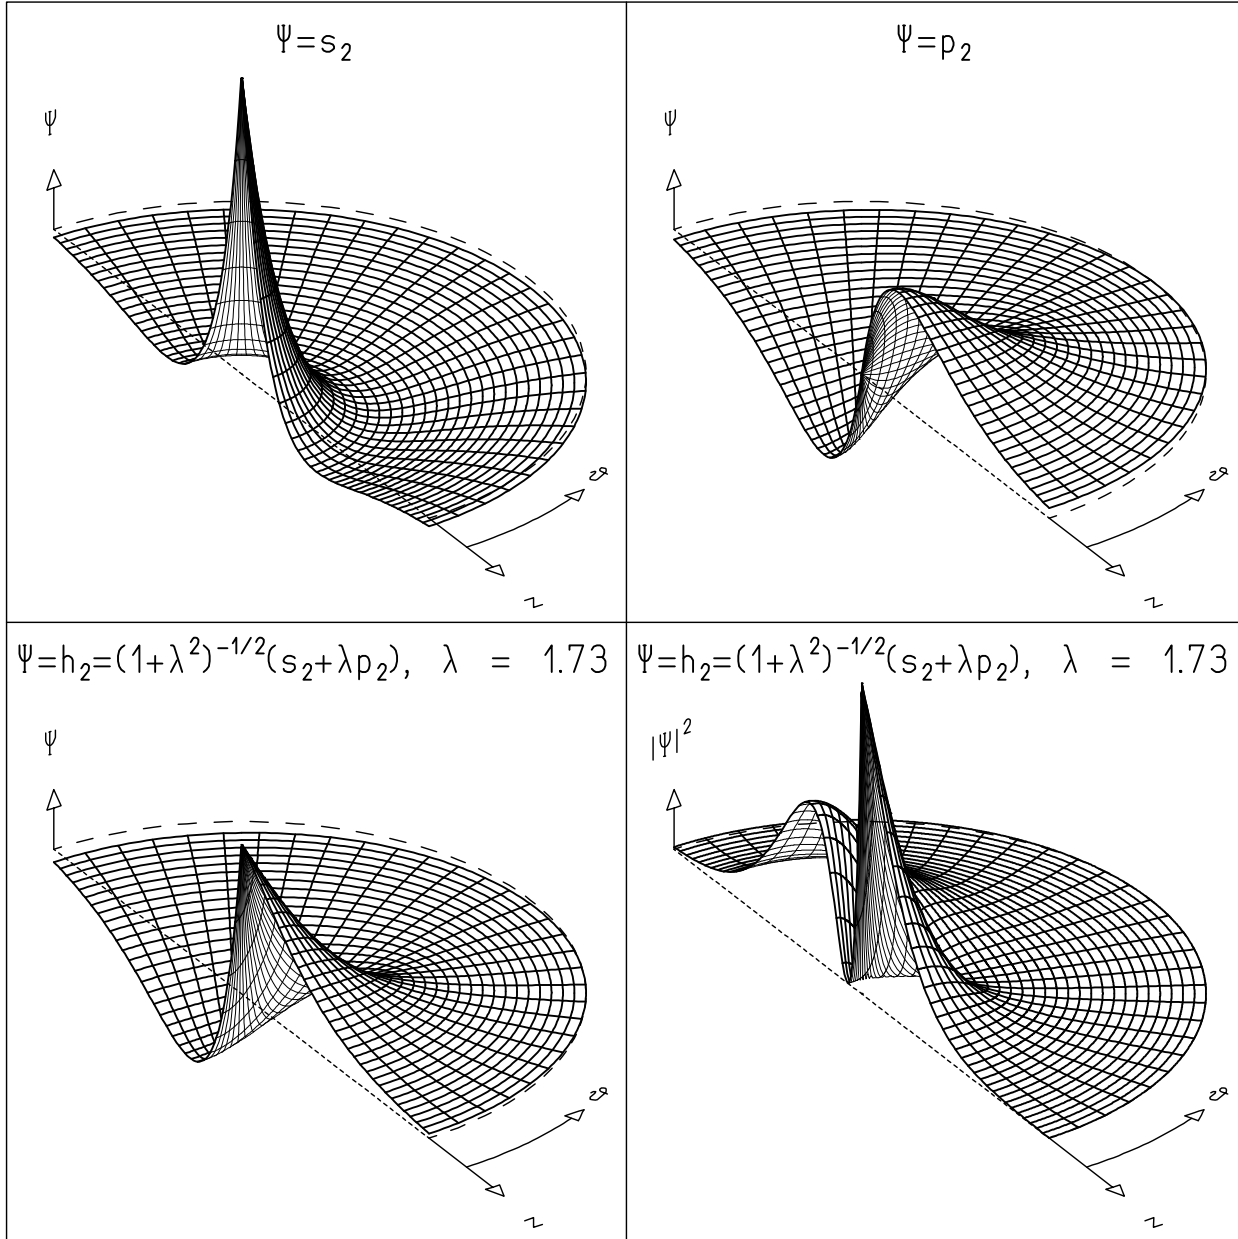 Ψ=s₂
Ψ
ϑ
z
Ψ=p₂
Ψ
ϑ
z
Ψ=h₂=(1+λ²)⁻¹/²(s₂+λp₂), λ = 1.73
Ψ
ϑ
z
Ψ=h₂=(1+λ²)⁻¹/²(s₂+λp₂), λ = 1.73
|Ψ|²
ϑ
z